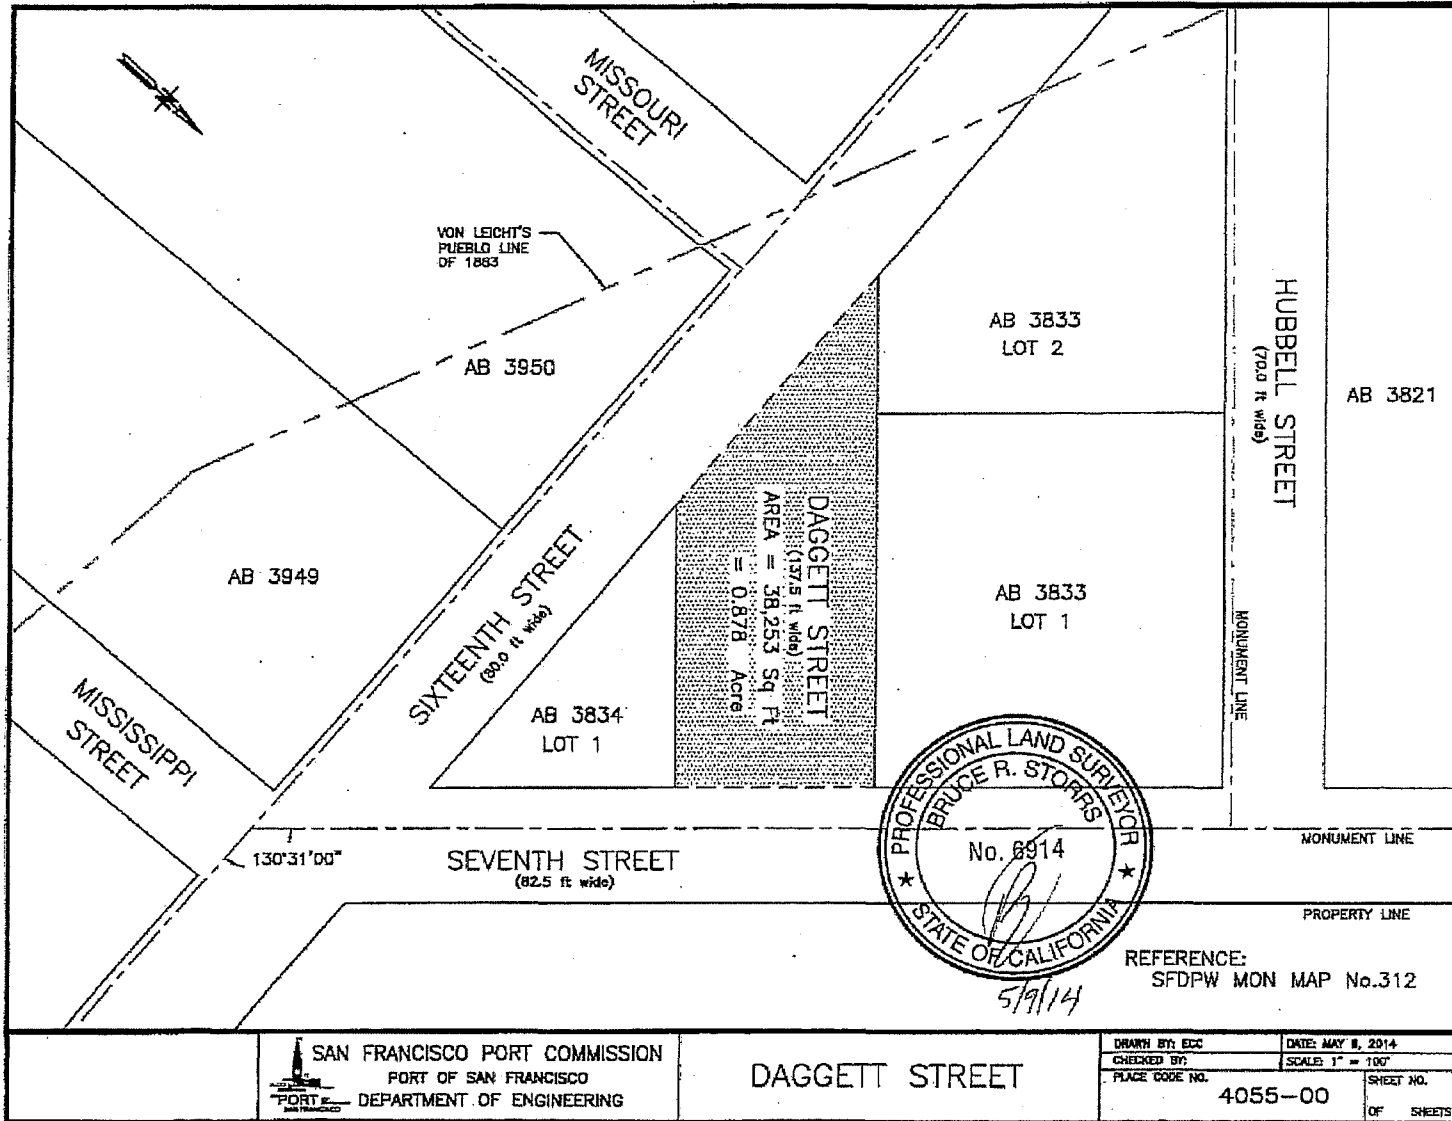 MISSOURI
STREET
VON LEICHT'S
PUEBLO LINE
OF 1883
AB 3950
AB 3833
LOT 2
HUBBELL STREET
(70.0 ft wide)
AB 3821
AB 3949
SIXTEENTH STREET
(80.0 ft wide)
DAGGETT STREET
(137.5 ft wide)
AREA = 38,253 Sq Ft
= 0.878 Acre
AB 3833
LOT 1
MONUMENT LINE
MISSISSIPPI
STREET
AB 3834
LOT 1
130°31'00"
SEVENTH STREET
(82.5 ft wide)
PROFESSIONAL LAND SURVEYOR
BRUCE R. STORRS
No. 6914
STATE OF CALIFORNIA
5/9/14
MONUMENT LINE
PROPERTY LINE
REFERENCE:
SFDPW MON MAP No.312
PORT
SAN FRANCISCO
SAN FRANCISCO PORT COMMISSION
PORT OF SAN FRANCISCO
DEPARTMENT OF ENGINEERING
DAGGETT STREET
DRAWN BY: ECC
DATE: MAY 8, 2014
CHECKED BY:
SCALE: 1" = 100'
PLACE CODE NO.
4055-00
SHEET NO.
OF SHEETS